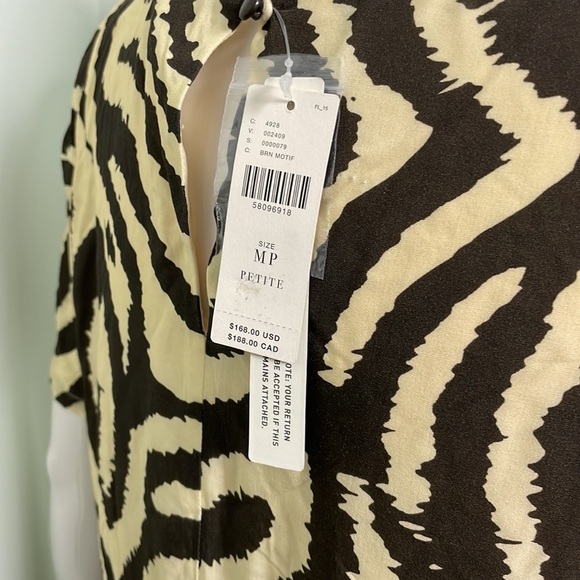 FL_15
C: 4926
V: 002409
S: 0000079
C: BRN MOTIF
58096918
SIZE
MP
PETITE
$168.00 USD
$188.00 CAD
OTE: YOUR RETURN
BE ACCEPTED IF THIS
MAINS ATTACHED.